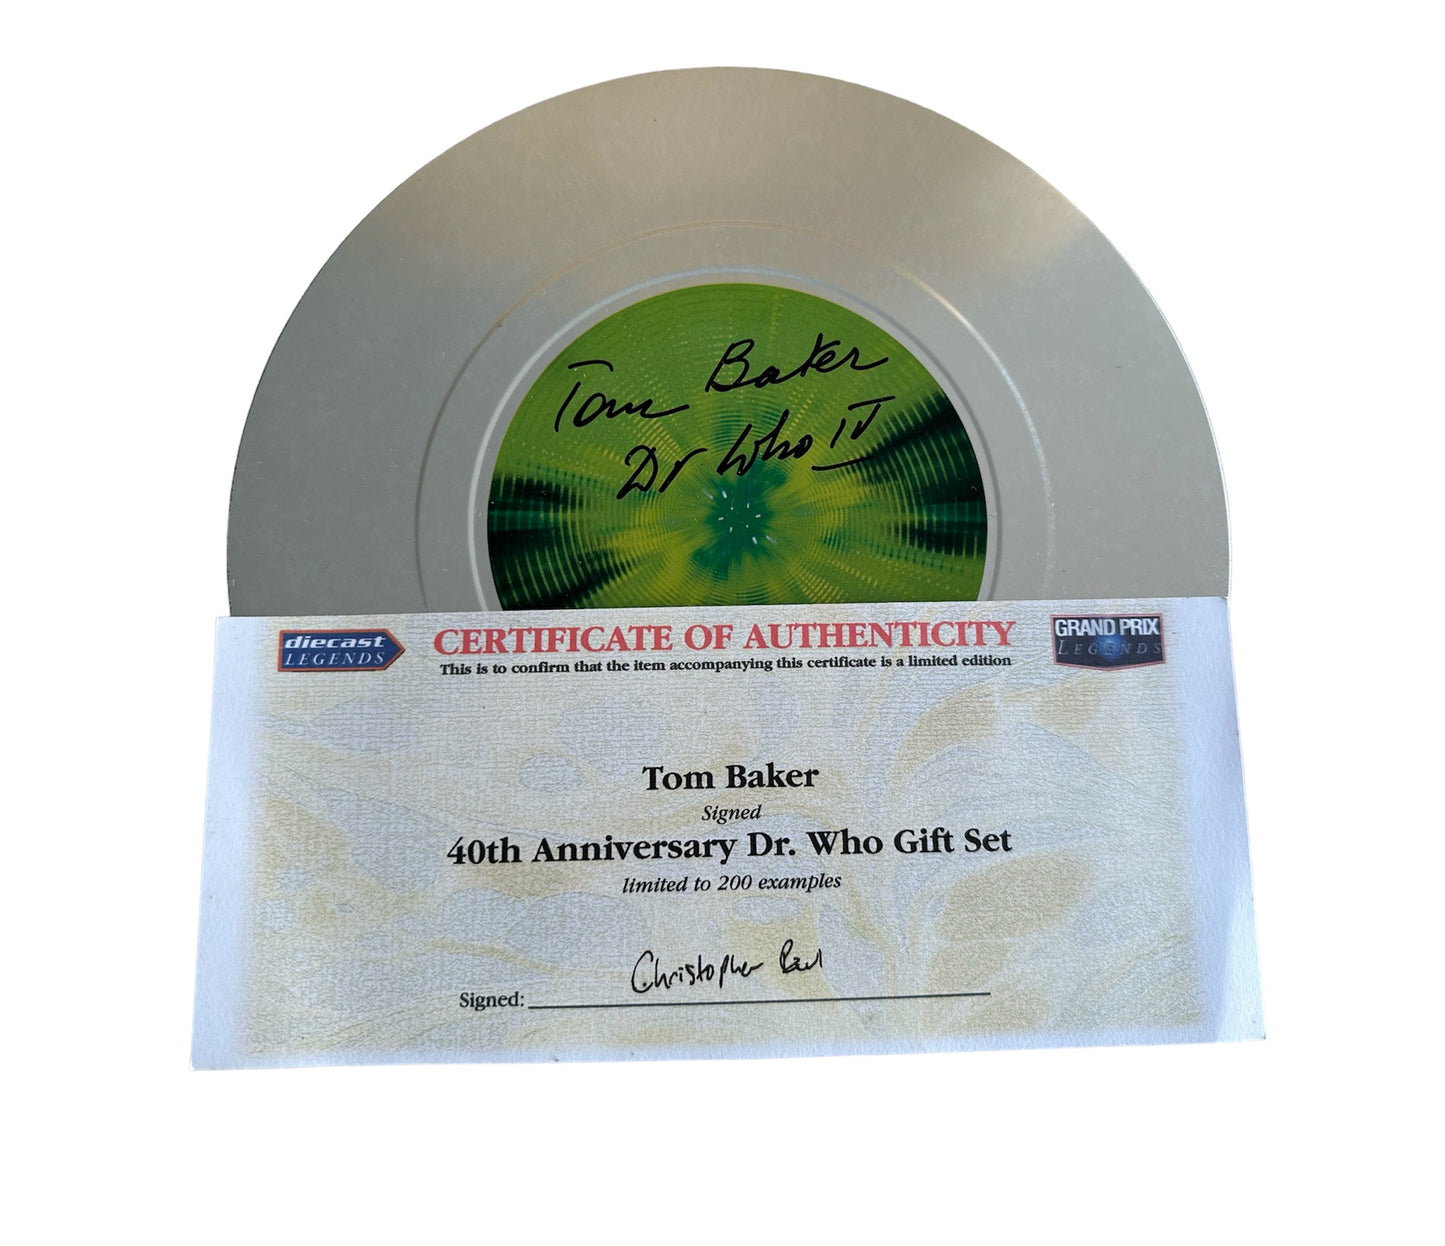 Tom Baker
Dr Who IV
diecast
LEGENDS
CERTIFICATE OF AUTHENTICITY
This is to confirm that the item accompanying this certificate is a limited edition
GRAND PRIX
LEGENDS
Tom Baker
Signed
40th Anniversary Dr. Who Gift Set
limited to 200 examples
Christopher
Signed: